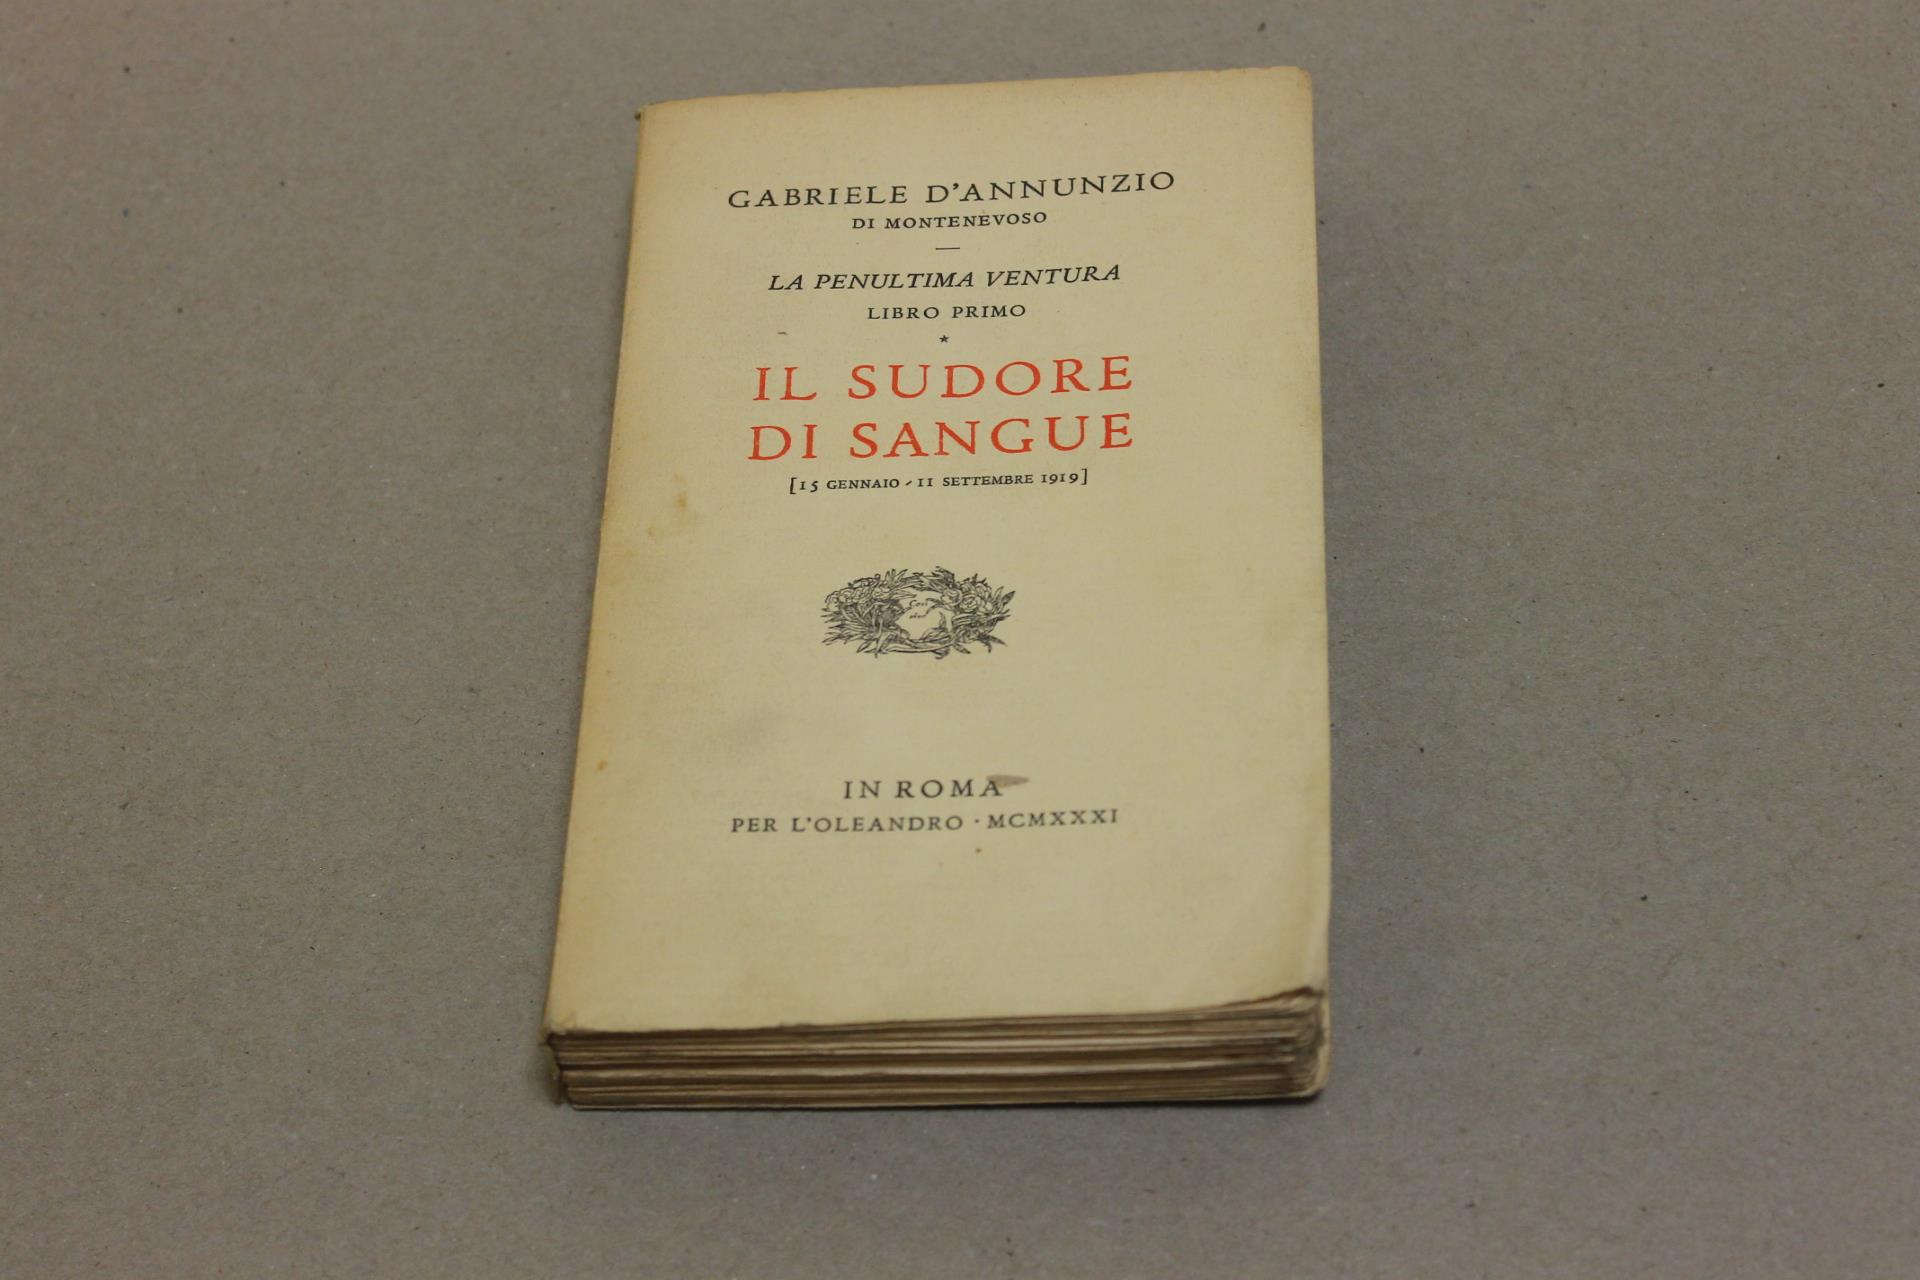 GABRIELE D'ANNUNZIO
DI MONTENEVOSO
LA PENULTIMA VENTURA
LIBRO PRIMO
*
IL SUDORE
DI SANGUE
[15 GENNAIO - 11 SETTEMBRE 1919]
IN ROMA
PER L'OLEANDRO · MCMXXXI